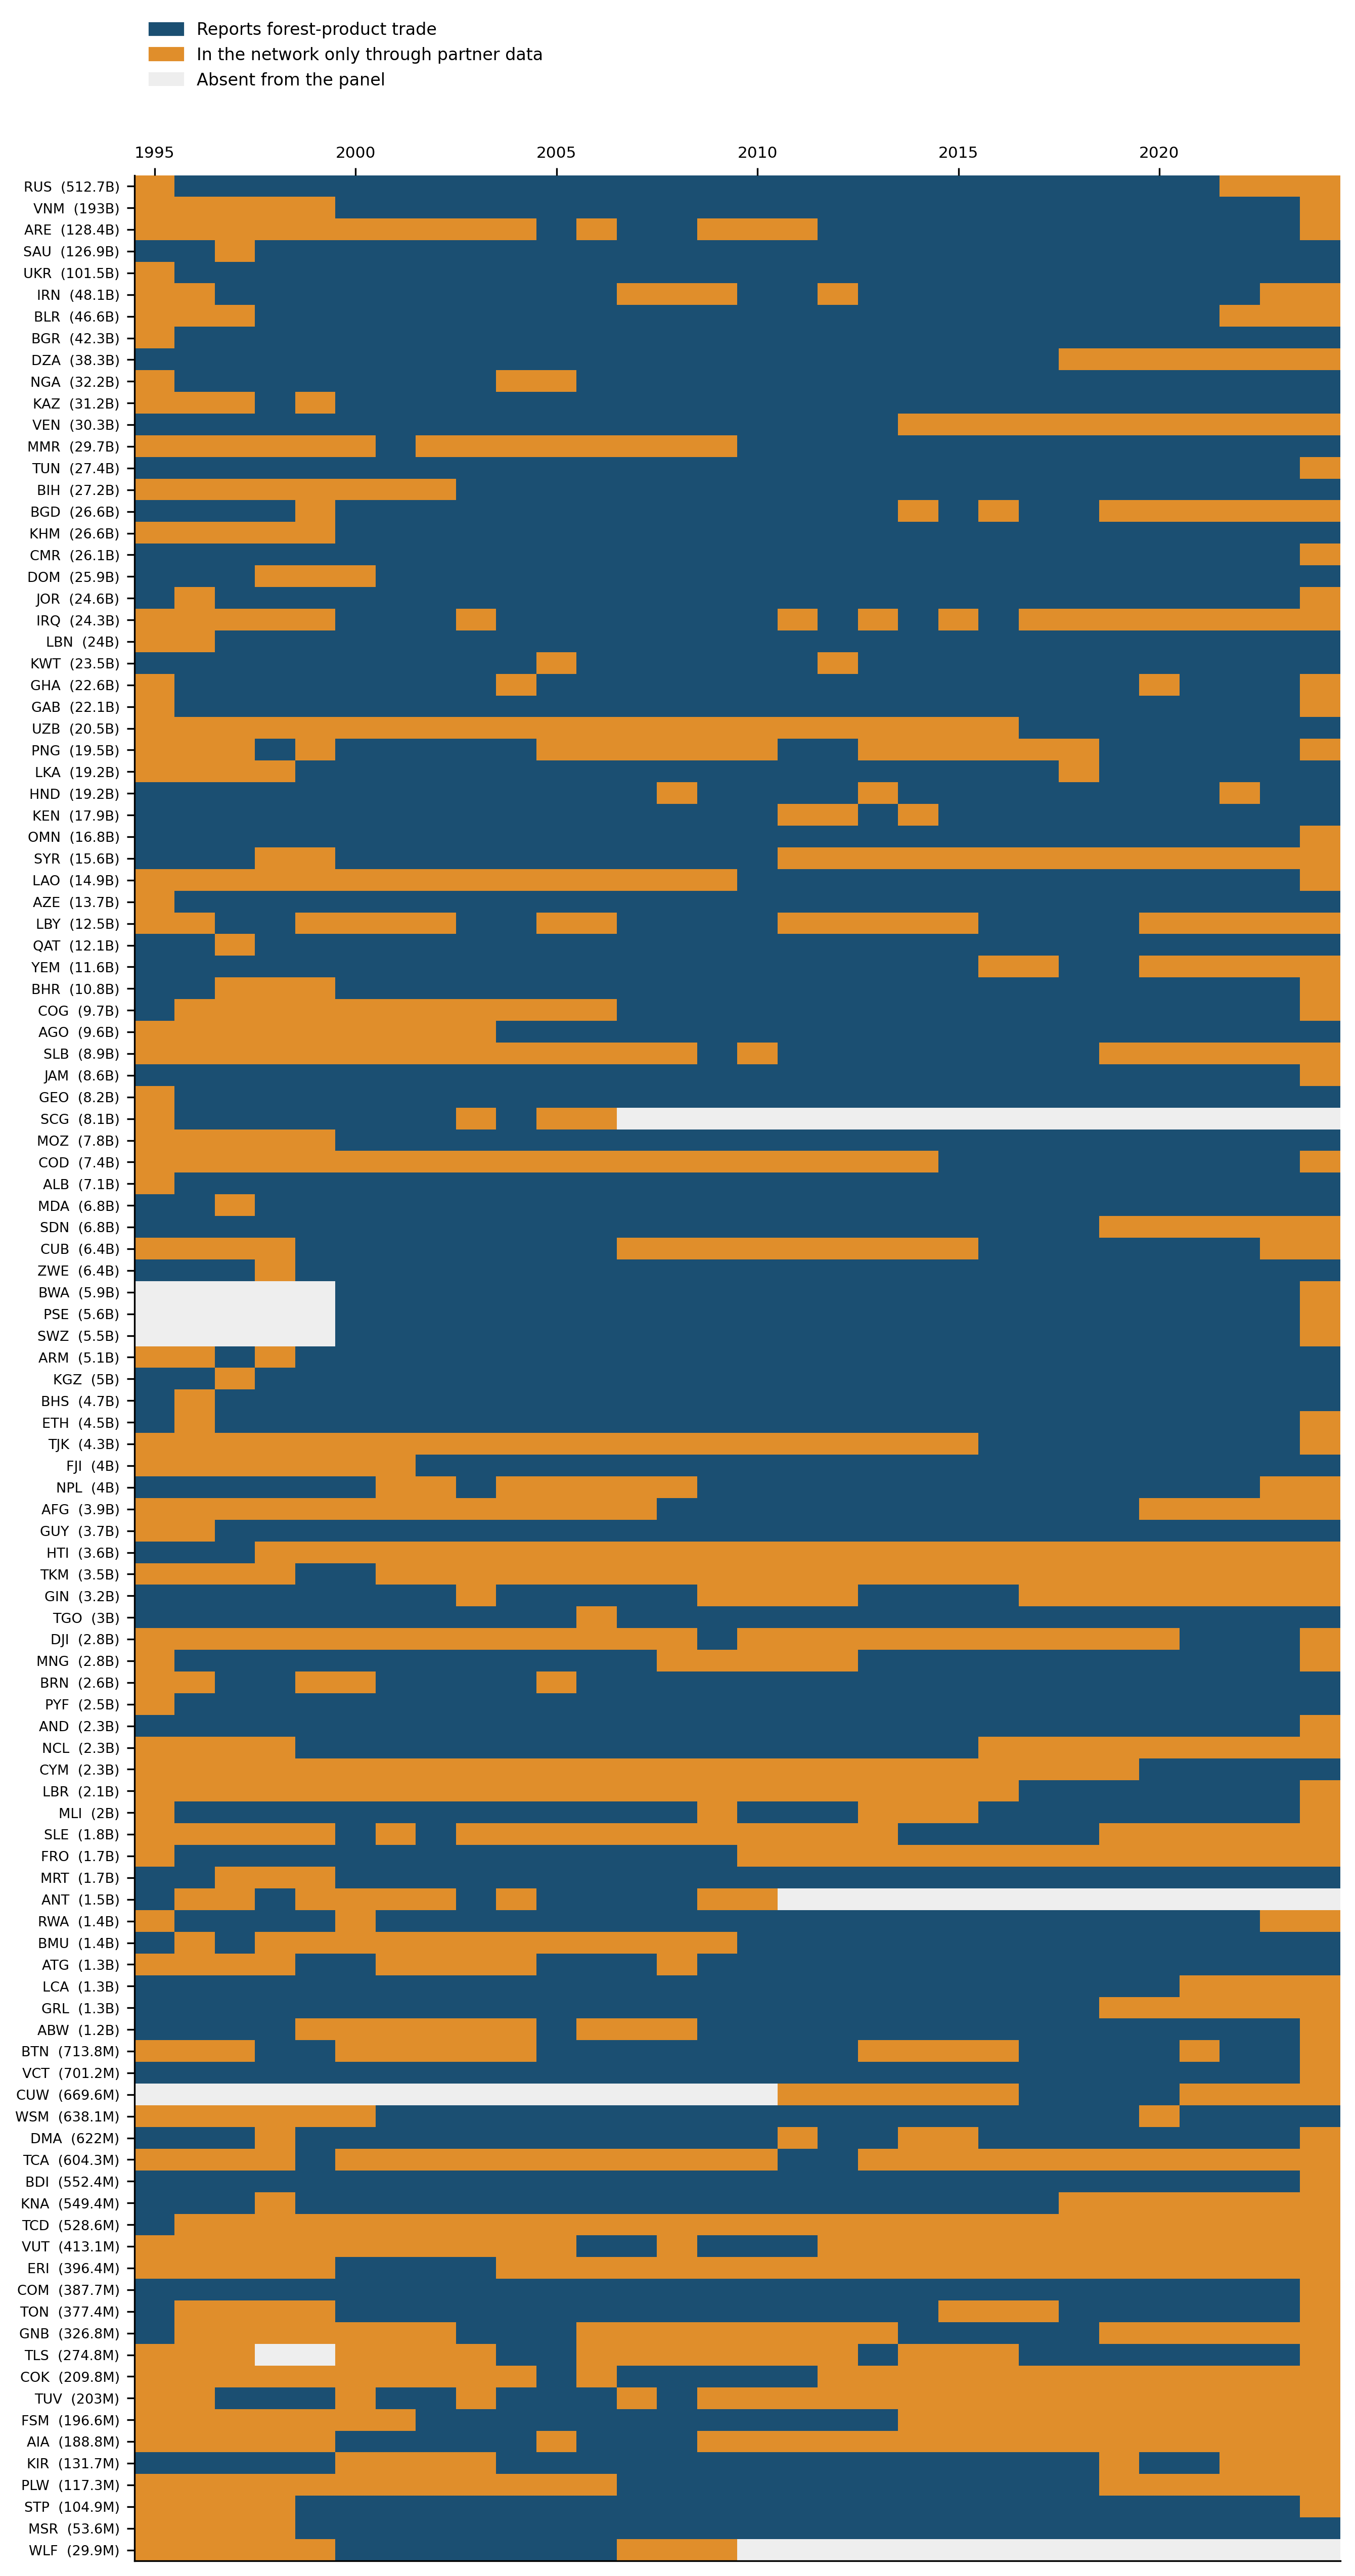 Reports forest-product trade
In the network only through partner data
Absent from the panel
1995 2000 2005 2010 2015 2020
RUS (512.7B)
VNM (193B)
ARE (128.4B)
SAU (126.9B)
UKR (101.5B)
IRN (48.1B)
BLR (46.6B)
BGR (42.3B)
DZA (38.3B)
NGA (32.2B)
KAZ (31.2B)
VEN (30.3B)
MMR (29.7B)
TUN (27.4B)
BIH (27.2B)
BGD (26.6B)
KHM (26.6B)
CMR (26.1B)
DOM (25.9B)
JOR (24.6B)
IRQ (24.3B)
LBN (24B)
KWT (23.5B)
GHA (22.6B)
GAB (22.1B)
UZB (20.5B)
PNG (19.5B)
LKA (19.2B)
HND (19.2B)
KEN (17.9B)
OMN (16.8B)
SYR (15.6B)
LAO (14.9B)
AZE (13.7B)
LBY (12.5B)
QAT (12.1B)
YEM (11.6B)
BHR (10.8B)
COG (9.7B)
AGO (9.6B)
SLB (8.9B)
JAM (8.6B)
GEO (8.2B)
SCG (8.1B)
MOZ (7.8B)
COD (7.4B)
ALB (7.1B)
MDA (6.8B)
SDN (6.8B)
CUB (6.4B)
ZWE (6.4B)
BWA (5.9B)
PSE (5.6B)
SWZ (5.5B)
ARM (5.1B)
KGZ (5B)
BHS (4.7B)
ETH (4.5B)
TJK (4.3B)
FJI (4B)
NPL (4B)
AFG (3.9B)
GUY (3.7B)
HTI (3.6B)
TKM (3.5B)
GIN (3.2B)
TGO (3B)
DJI (2.8B)
MNG (2.8B)
BRN (2.6B)
PYF (2.5B)
AND (2.3B)
NCL (2.3B)
CYM (2.3B)
LBR (2.1B)
MLI (2B)
SLE (1.8B)
FRO (1.7B)
MRT (1.7B)
ANT (1.5B)
RWA (1.4B)
BMU (1.4B)
ATG (1.3B)
LCA (1.3B)
GRL (1.3B)
ABW (1.2B)
BTN (713.8M)
VCT (701.2M)
CUW (669.6M)
WSM (638.1M)
DMA (622M)
TCA (604.3M)
BDI (552.4M)
KNA (549.4M)
TCD (528.6M)
VUT (413.1M)
ERI (396.4M)
COM (387.7M)
TON (377.4M)
GNB (326.8M)
TLS (274.8M)
COK (209.8M)
TUV (203M)
FSM (196.6M)
AIA (188.8M)
KIR (131.7M)
PLW (117.3M)
STP (104.9M)
MSR (53.6M)
WLF (29.9M)